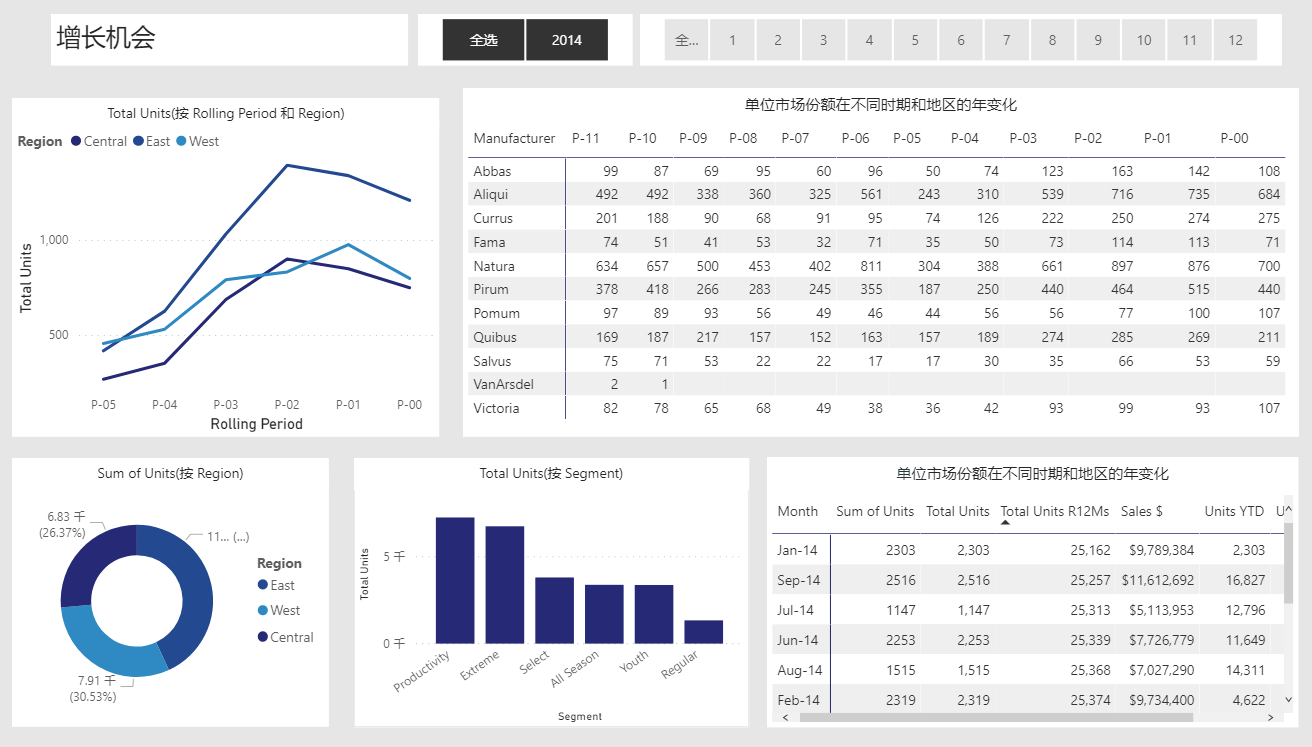 增长机会
全选 2014
全... 1 2 3 4 5 6 7 8 9 10 11 12
Total Units(按 Rolling Period 和 Region)
Region Central East West
Total Units
1,000
500
P-05 P-04 P-03 P-02 P-01 P-00
Rolling Period
单位市场份额在不同时期和地区的年变化
Manufacturer P-11 P-10 P-09 P-08 P-07 P-06 P-05 P-04 P-03 P-02 P-01 P-00
Abbas 99 87 69 95 60 96 50 74 123 163 142 108
Aliqui 492 492 338 360 325 561 243 310 539 716 735 684
Currus 201 188 90 68 91 95 74 126 222 250 274 275
Fama 74 51 41 53 32 71 35 50 73 114 113 71
Natura 634 657 500 453 402 811 304 388 661 897 876 700
Pirum 378 418 266 283 245 355 187 250 440 464 515 440
Pomum 97 89 93 56 49 46 44 56 56 77 100 107
Quibus 169 187 217 157 152 163 157 189 274 285 269 211
Salvus 75 71 53 22 22 17 17 30 35 66 53 59
VanArsdel 2 1
Victoria 82 78 65 68 49 38 36 42 93 99 93 107
Sum of Units(按 Region)
6.83 千
(26.37%)
11... (...)
7.91 千
(30.53%)
Region
East
West
Central
Total Units(按 Segment)
Total Units
5 千
0 千
Productivity Extreme Select All Season Youth Regular
Segment
单位市场份额在不同时期和地区的年变化
Month Sum of Units Total Units Total Units R12Ms Sales $ Units YTD U
Jan-14 2303 2,303 25,162 $9,789,384 2,303
Sep-14 2516 2,516 25,257 $11,612,692 16,827
Jul-14 1147 1,147 25,313 $5,113,953 12,796
Jun-14 2253 2,253 25,339 $7,726,779 11,649
Aug-14 1515 1,515 25,368 $7,027,290 14,311
Feb-14 2319 2,319 25,374 $9,734,400 4,622